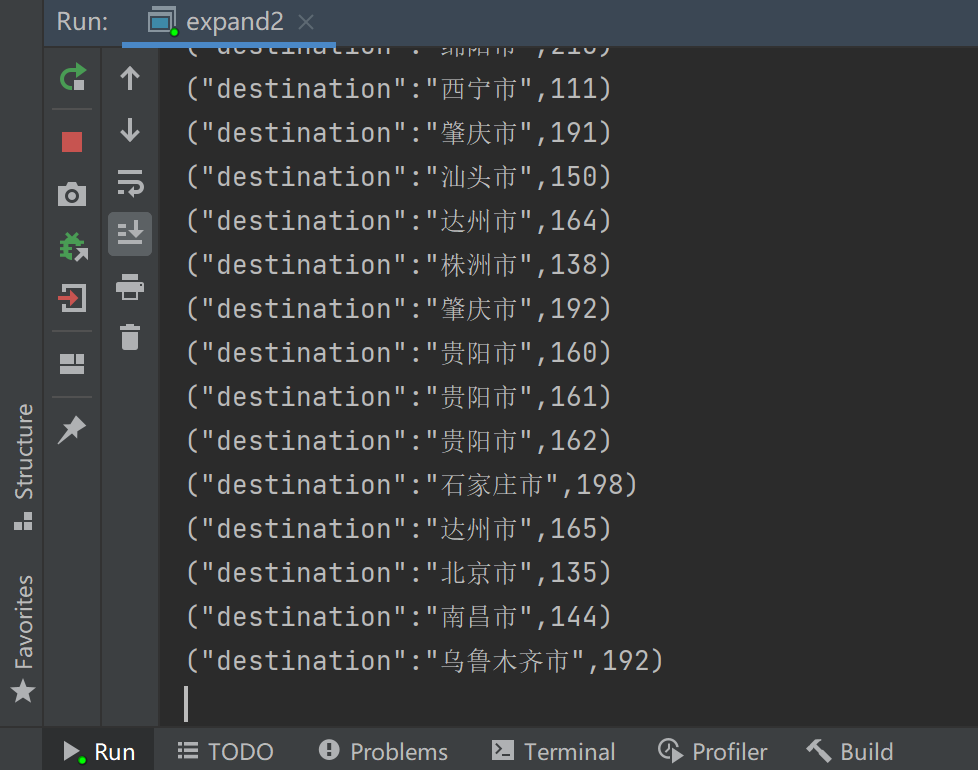 Run: expand2
("destination":"绵阳市",216)
("destination":"西宁市",111)
("destination":"肇庆市",191)
("destination":"汕头市",150)
("destination":"达州市",164)
("destination":"株洲市",138)
("destination":"肇庆市",192)
("destination":"贵阳市",160)
("destination":"贵阳市",161)
("destination":"贵阳市",162)
("destination":"石家庄市",198)
("destination":"达州市",165)
("destination":"北京市",135)
("destination":"南昌市",144)
("destination":"乌鲁木齐市",192)
Structure
Favorites
Run TODO Problems Terminal Profiler Build